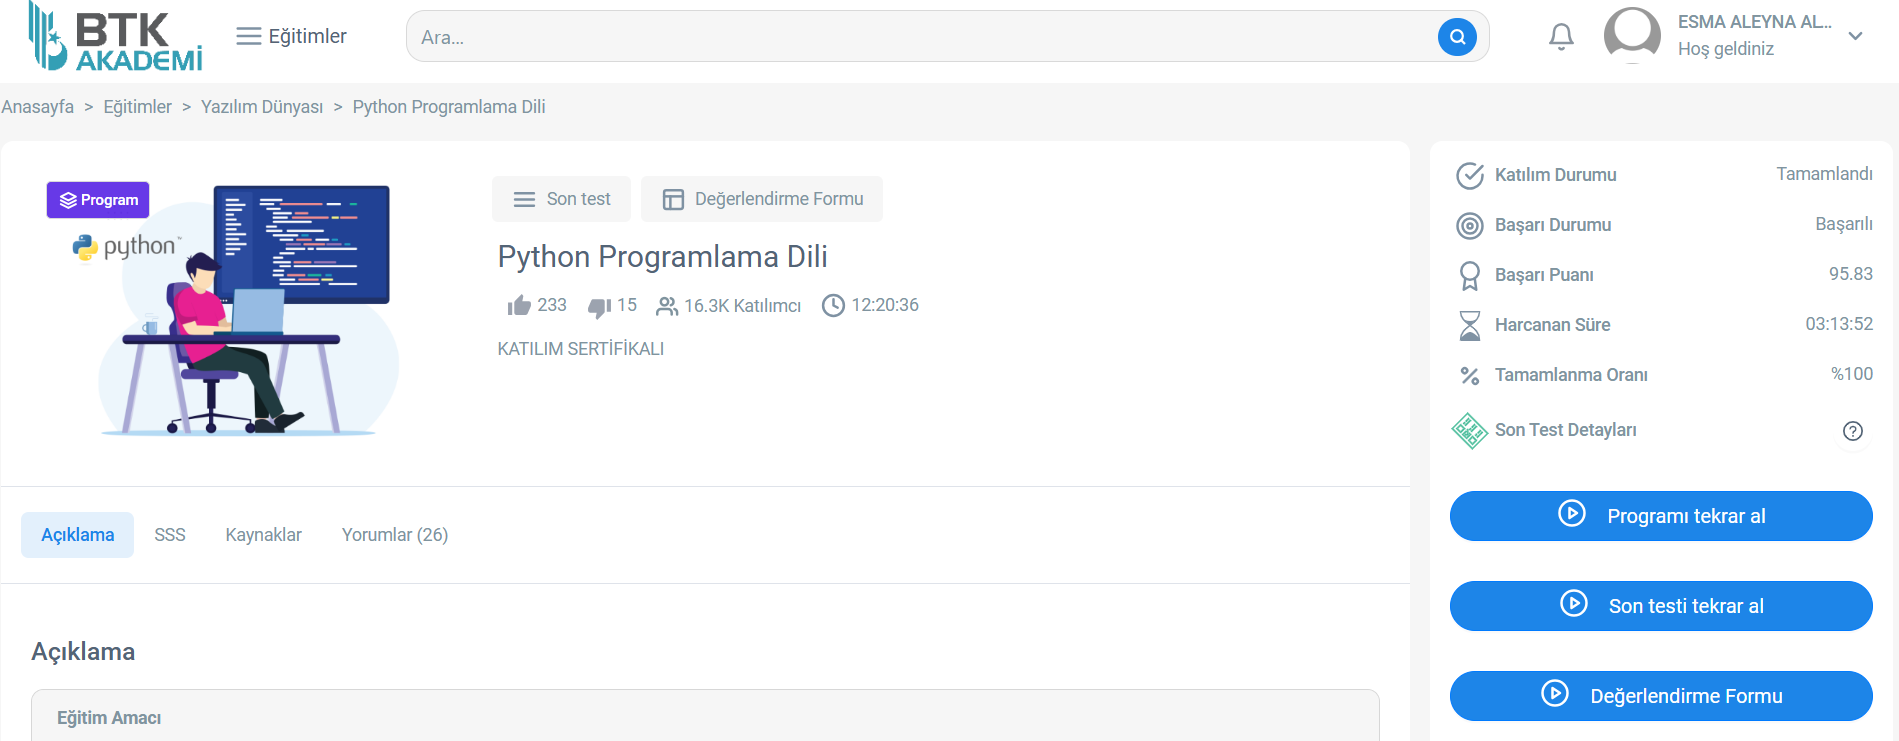 BTK
AKADEMİ
Eğitimler
Ara...
ESMA ALEYNA AL...
Hoş geldiniz
Anasayfa > Eğitimler > Yazılım Dünyası > Python Programlama Dili
Program
python™
Son test
Değerlendirme Formu
Python Programlama Dili
233 15 16.3K Katılımcı 12:20:36
KATILIM SERTİFİKALI
Açıklama SSS Kaynaklar Yorumlar (26)
Açıklama
Eğitim Amacı
Katılım Durumu Tamamlandı
Başarı Durumu Başarılı
Başarı Puanı 95.83
Harcanan Süre 03:13:52
Tamamlanma Oranı %100
Son Test Detayları ?
Programı tekrar al
Son testi tekrar al
Değerlendirme Formu